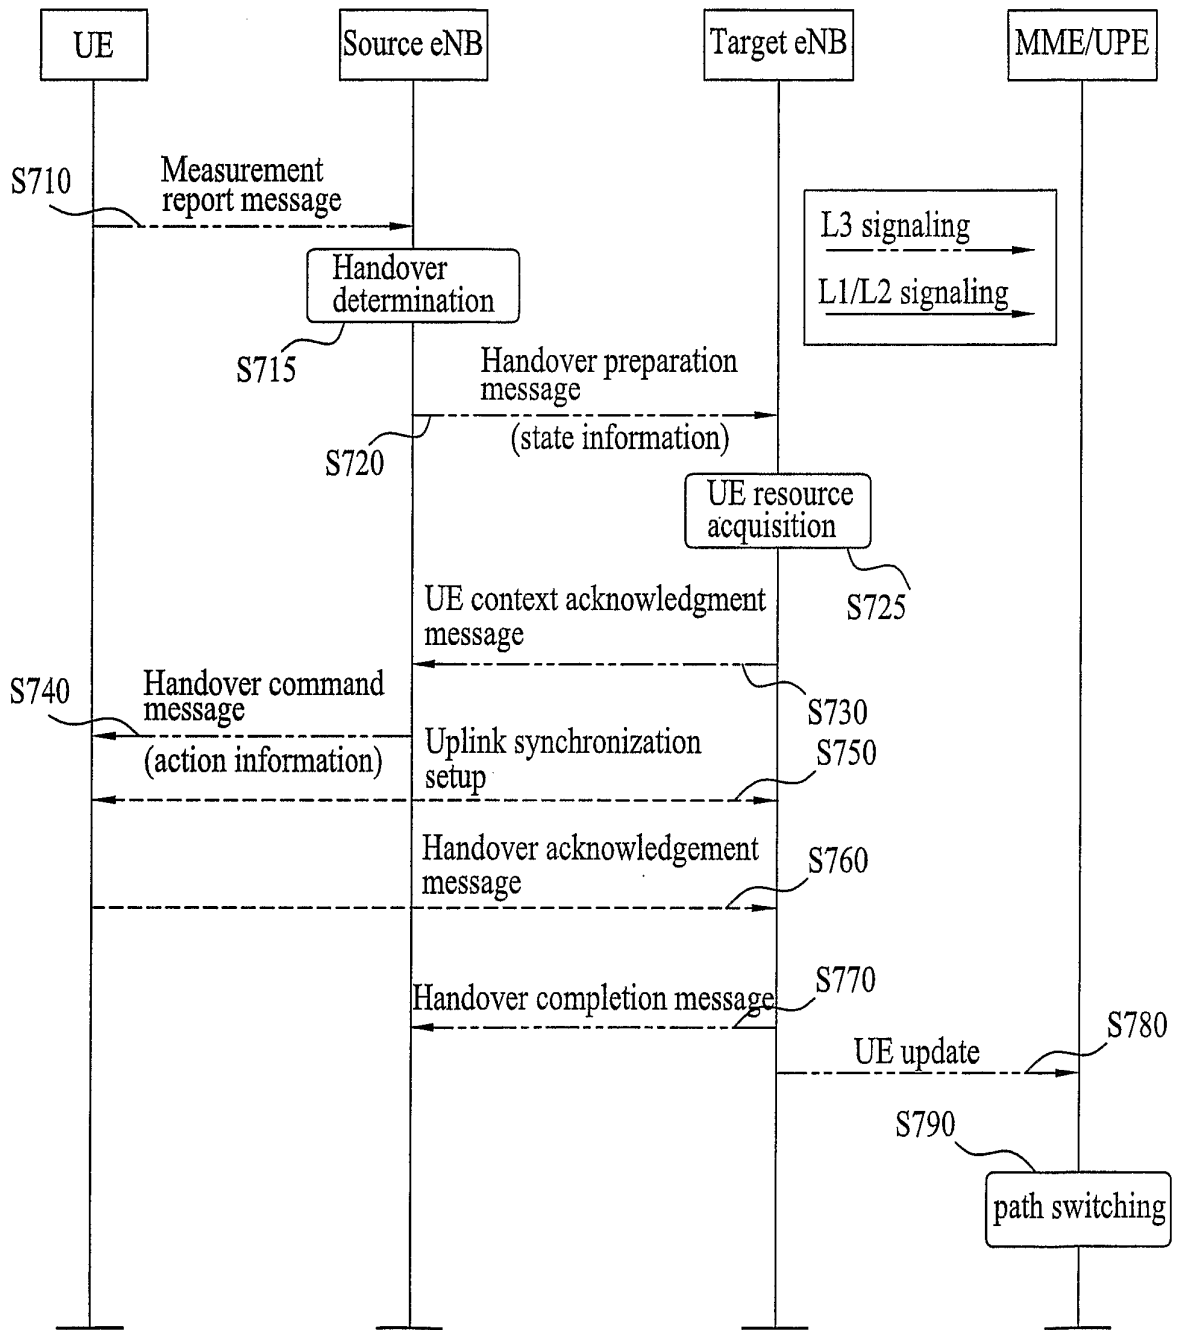 UE
Source eNB
Target eNB
MME/UPE
S710
Measurement
report message
L3 signaling
L1/L2 signaling
Handover
determination
S715
Handover preparation
message
(state information)
S720
UE resource
acquisition
S725
UE context acknowledgment
message
S730
S740
Handover command
message
(action information)
Uplink synchronization
setup
S750
Handover acknowledgement
message
S760
Handover completion message
S770
UE update
S780
S790
path switching